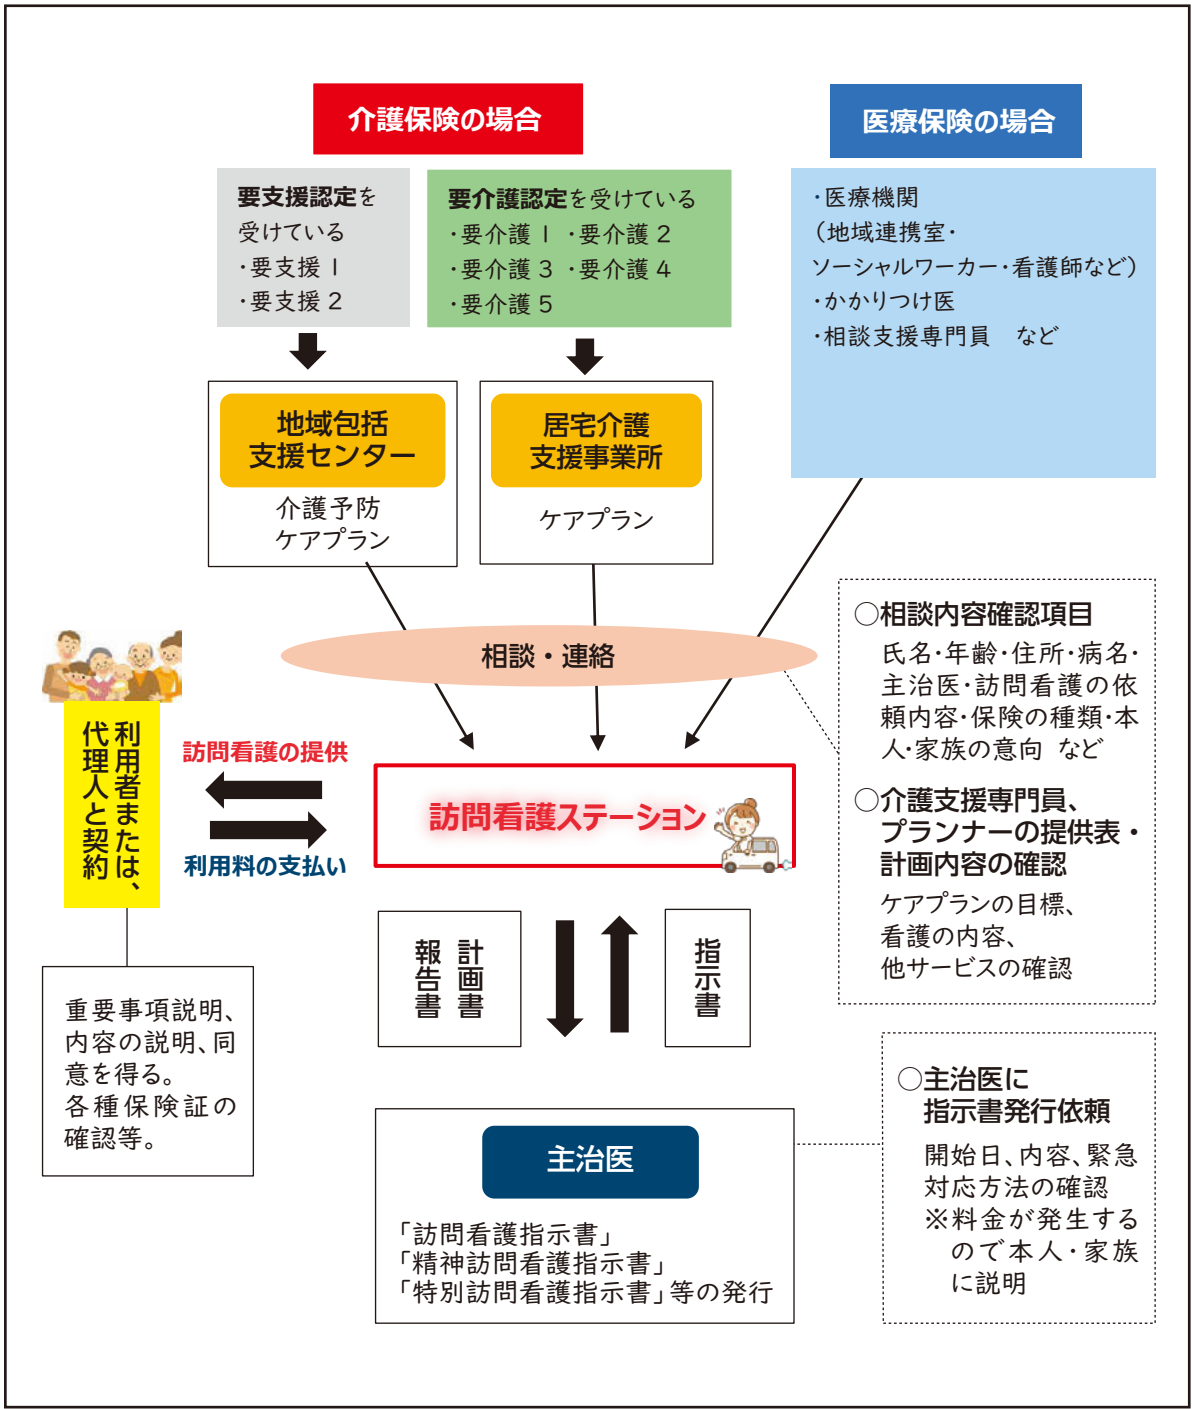 介護保険の場合
医療保険の場合
要支援認定を
受けている
・要支援1
・要支援2
要介護認定を受けている
・要介護1 ・要介護2
・要介護3 ・要介護4
・要介護5
・医療機関
（地域連携室・
ソーシャルワーカー・看護師など）
・かかりつけ医
・相談支援専門員　など
地域包括
支援センター
介護予防
ケアプラン
居宅介護
支援事業所
ケアプラン
相談・連絡
○相談内容確認項目
氏名・年齢・住所・病名・
主治医・訪問看護の依
頼内容・保険の種類・本
人・家族の意向 など
○介護支援専門員、
プランナーの提供表・
計画内容の確認
ケアプランの目標、
看護の内容、
他サービスの確認
利用者または、
代理人と契約
訪問看護の提供
利用料の支払い
訪問看護ステーション
計画書
報告書
指示書
重要事項説明、
内容の説明、同
意を得る。
各種保険証の
確認等。
主治医
「訪問看護指示書」
「精神訪問看護指示書」
「特別訪問看護指示書」等の発行
○主治医に
指示書発行依頼
開始日、内容、緊急
対応方法の確認
※料金が発生する
ので本人・家族
に説明